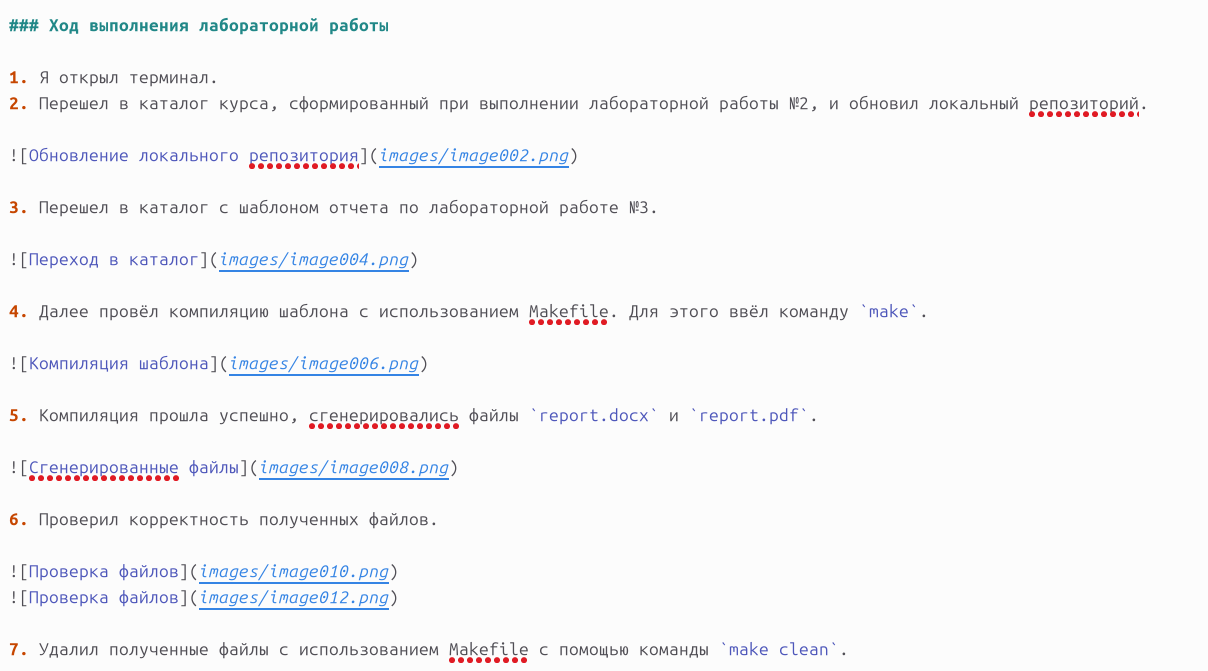 ### Ход выполнения лабораторной работы
1. Я открыл терминал.
2. Перешел в каталог курса, сформированный при выполнении лабораторной работы №2, и обновил локальный репозиторий.
![Обновление локального репозитория](images/image002.png)
3. Перешел в каталог с шаблоном отчета по лабораторной работе №3.
![Переход в каталог](images/image004.png)
4. Далее провёл компиляцию шаблона с использованием Makefile. Для этого ввёл команду `make`.
![Компиляция шаблона](images/image006.png)
5. Компиляция прошла успешно, сгенерировались файлы `report.docx` и `report.pdf`.
![Сгенерированные файлы](images/image008.png)
6. Проверил корректность полученных файлов.
![Проверка файлов](images/image010.png)
![Проверка файлов](images/image012.png)
7. Удалил полученные файлы с использованием Makefile с помощью команды `make clean`.